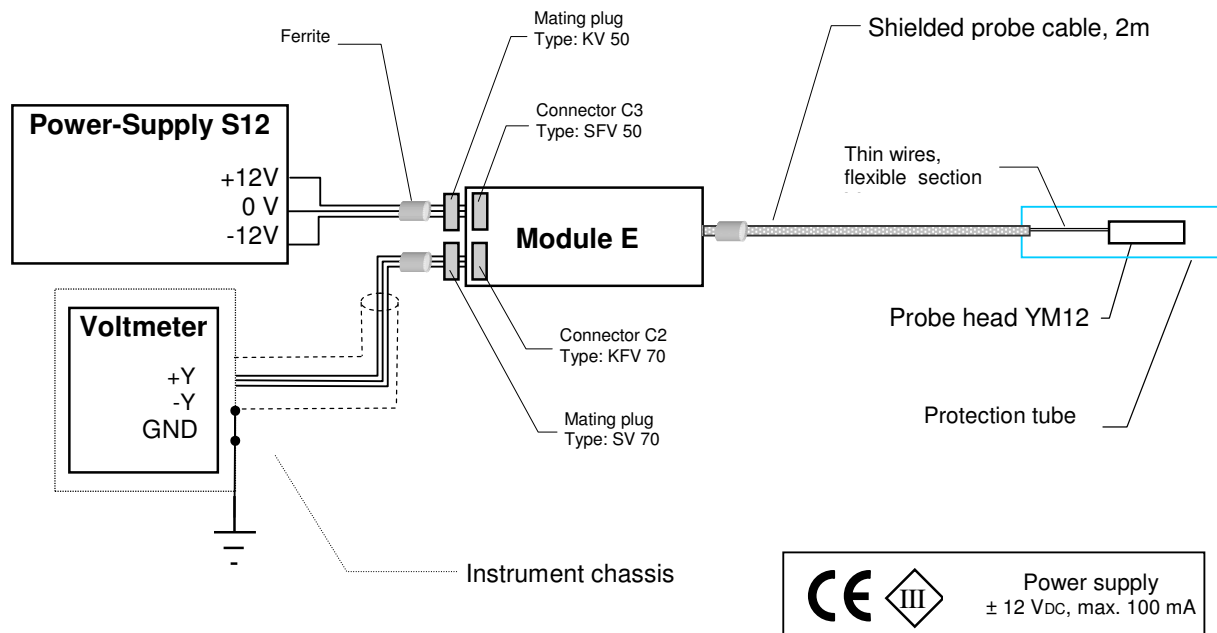 Ferrite
Mating plug
Type: KV 50
Shielded probe cable, 2m
Power-Supply S12
+12V
0 V
-12V
Connector C3
Type: SFV 50
Thin wires,
flexible section
Module E
Voltmeter
+Y
-Y
GND
Connector C2
Type: KFV 70
Probe head YM12
Mating plug
Type: SV 70
Protection tube
Instrument chassis
CE
III
Power supply
± 12 VDC, max. 100 mA